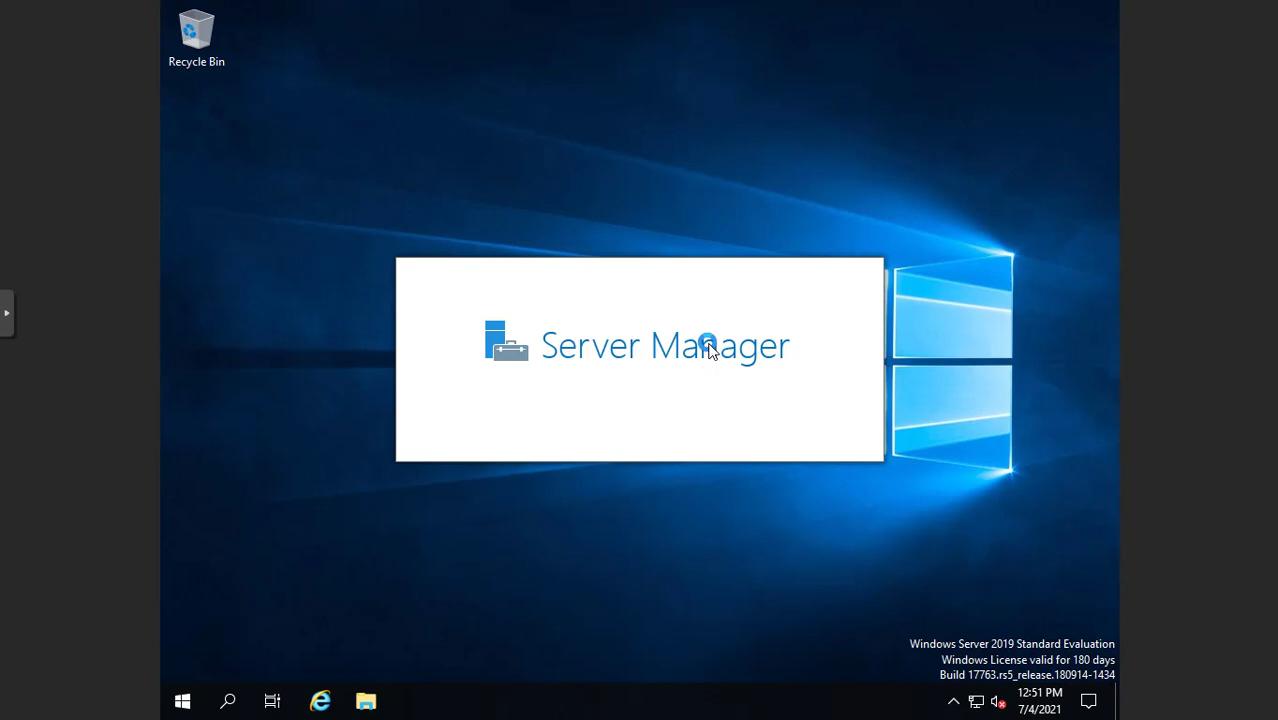 Recycle Bin
Server Manager
Windows Server 2019 Standard Evaluation
Windows License valid for 180 days
Build 17763.rs5_release.180914-1434
12:51 PM
7/4/2021